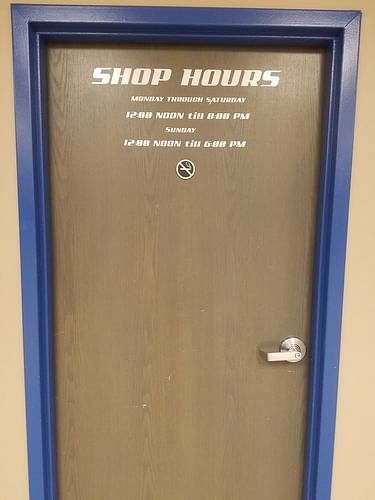 SHOP HOURS
MONDAY THROUGH SATURDAY
12:00 NOON till 8:00 PM
SUNDAY
12:00 NOON till 6:00 PM